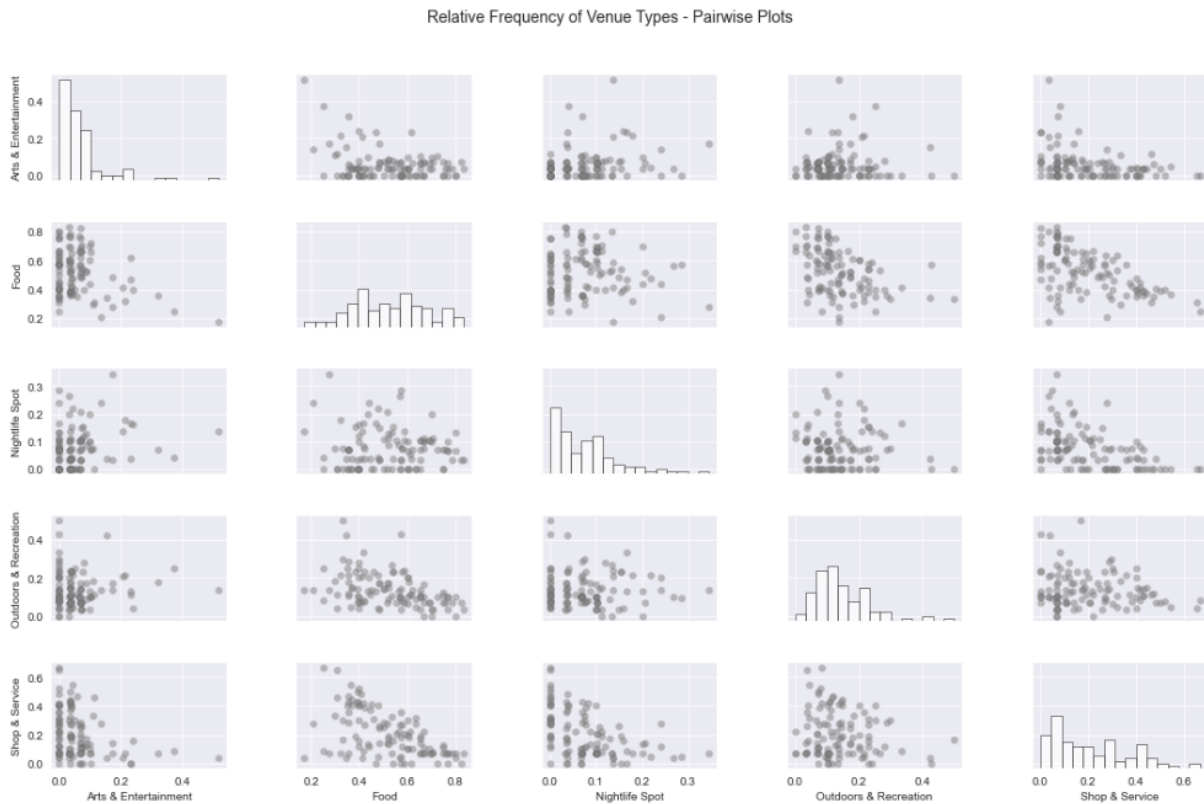 Relative Frequency of Venue Types - Pairwise Plots
Arts & Entertainment
0.4
0.2
0.0
Food
0.8
0.6
0.4
0.2
Nightlife Spot
0.3
0.2
0.1
0.0
Outdoors & Recreation
0.4
0.2
0.0
Shop & Service
0.6
0.4
0.2
0.0
0.0 0.2 0.4
Arts & Entertainment
0.2 0.4 0.6 0.8
Food
0.0 0.1 0.2 0.3
Nightlife Spot
0.0 0.2 0.4
Outdoors & Recreation
0.0 0.2 0.4 0.6
Shop & Service